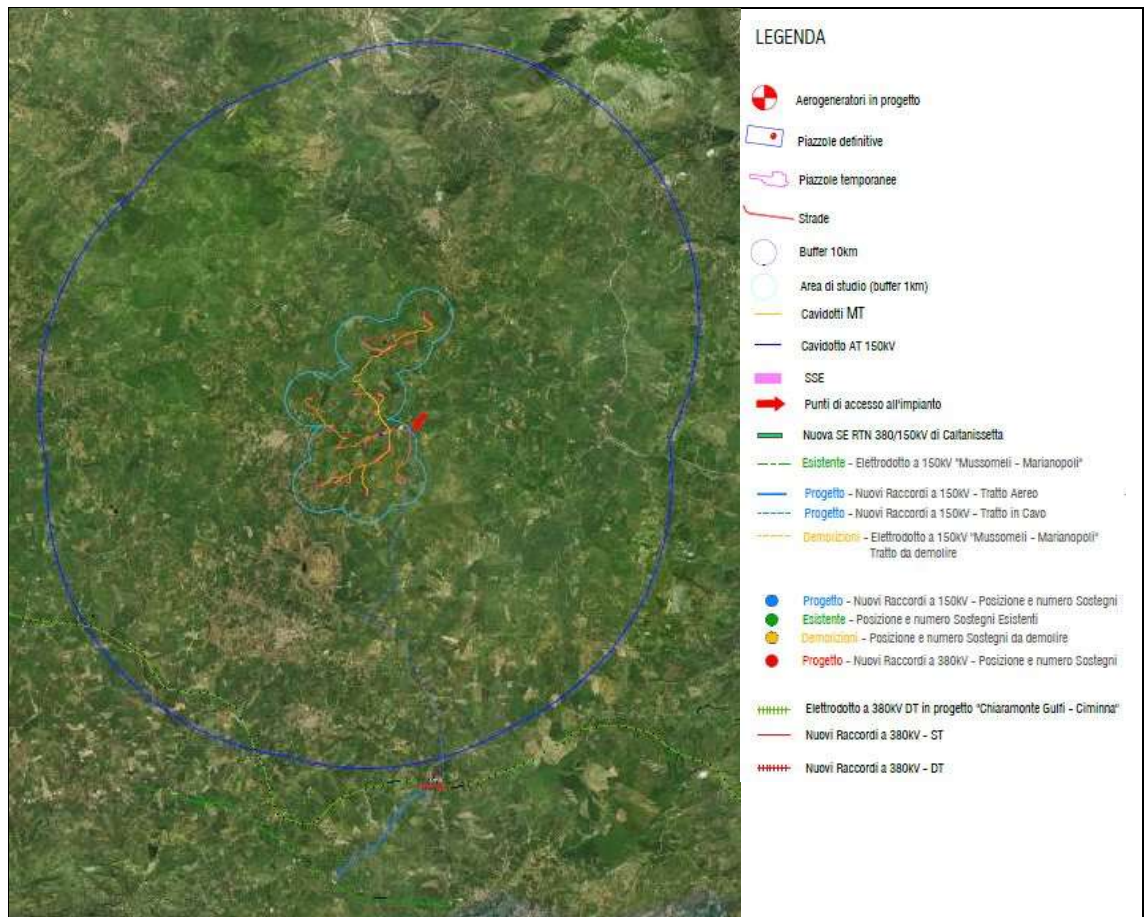 LEGENDA
Aerogeneratori in progetto
Piazzole definitive
Piazzole temporanee
Strade
Buffer 10km
Area di studio (buffer 1km)
Cavidotti MT
Cavidotto AT 150kV
SSE
Punti di accesso all'impianto
Nuova SE RTN 380/150kV di Caltanissetta
Esistente - Elettrodotto a 150kV "Mussomeli - Marianopoli"
Progetto - Nuovi Raccordi a 150kV - Tratto Aereo
Progetto - Nuovi Raccordi a 150kV - Tratto in Cavo
Demolizioni - Elettrodotto a 150kV "Mussomeli - Marianopoli"
Tratto da demolire
Progetto - Nuovi Raccordi a 150kV - Posizione e numero Sostegni
Esistente - Posizione e numero Sostegni Esistenti
Demolizioni - Posizione e numero Sostegni da demolire
Progetto - Nuovi Raccordi a 380kV - Posizione e numero Sostegni
Elettrodotto a 380kV DT in progetto "Chiaramonte Gulfi - Ciminna"
Nuovi Raccordi a 380kV - ST
Nuovi Raccordi a 380kV - DT